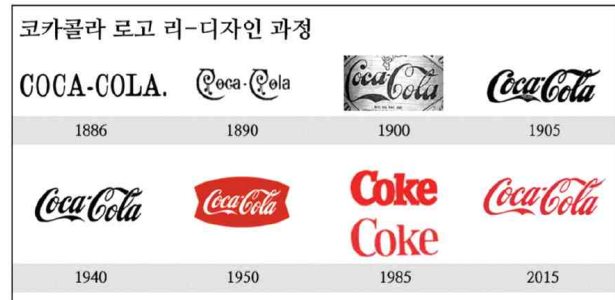 코카콜라 로고 리-디자인 과정
COCA-COLA. Coca-Cola Coca-Cola Coca-Cola
1886 1890 1900 1905
Coca-Cola Coca-Cola Coke Coca-Cola
Coke
1940 1950 1985 2015